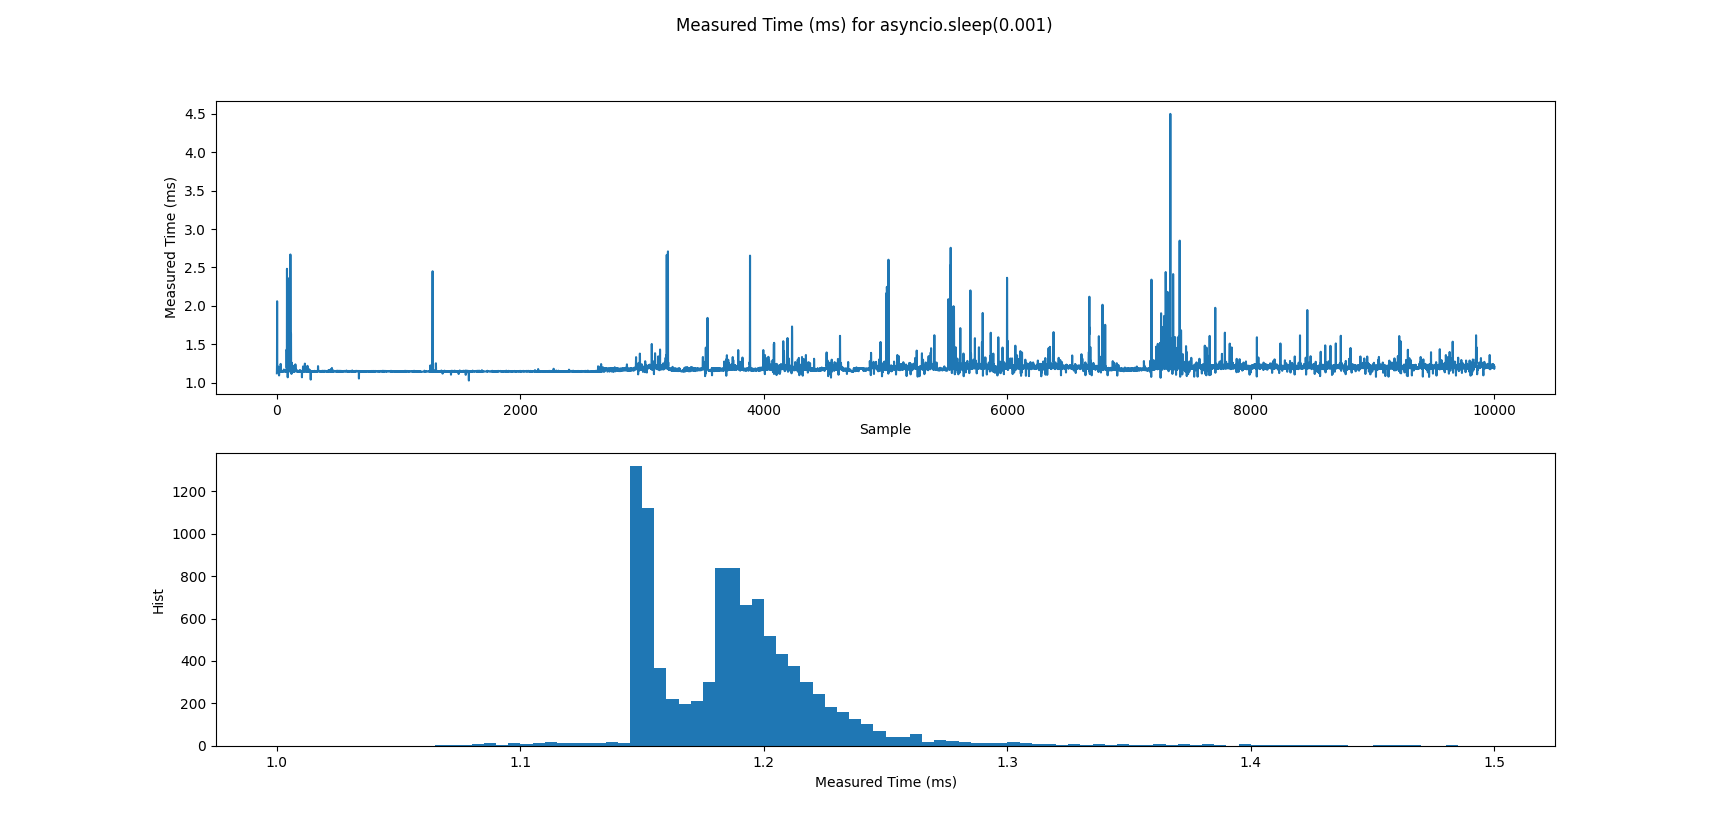 Measured Time (ms) for asyncio.sleep(0.001)
4.5
4.0
3.5
3.0
2.5
2.0
1.5
1.0
Measured Time (ms)
0 2000 4000 6000 8000 10000
Sample
1200
1000
800
600
400
200
0
Hist
1.0 1.1 1.2 1.3 1.4 1.5
Measured Time (ms)